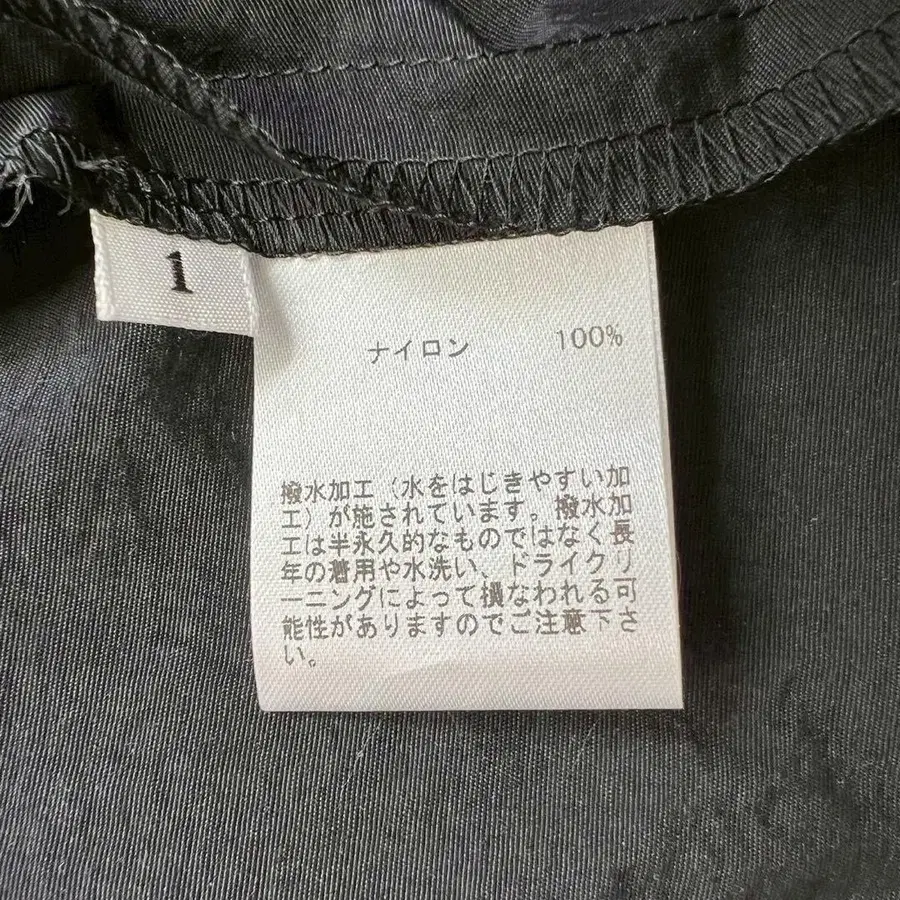 1
ナイロン 100%
撥水加工（水をはじきやすい加
工）が施されています。撥水加
工は半永久的なものではなく長
年の着用や水洗い、ドライクリ
ーニングによって損なわれる可
能性がありますのでご注意下さ
い。